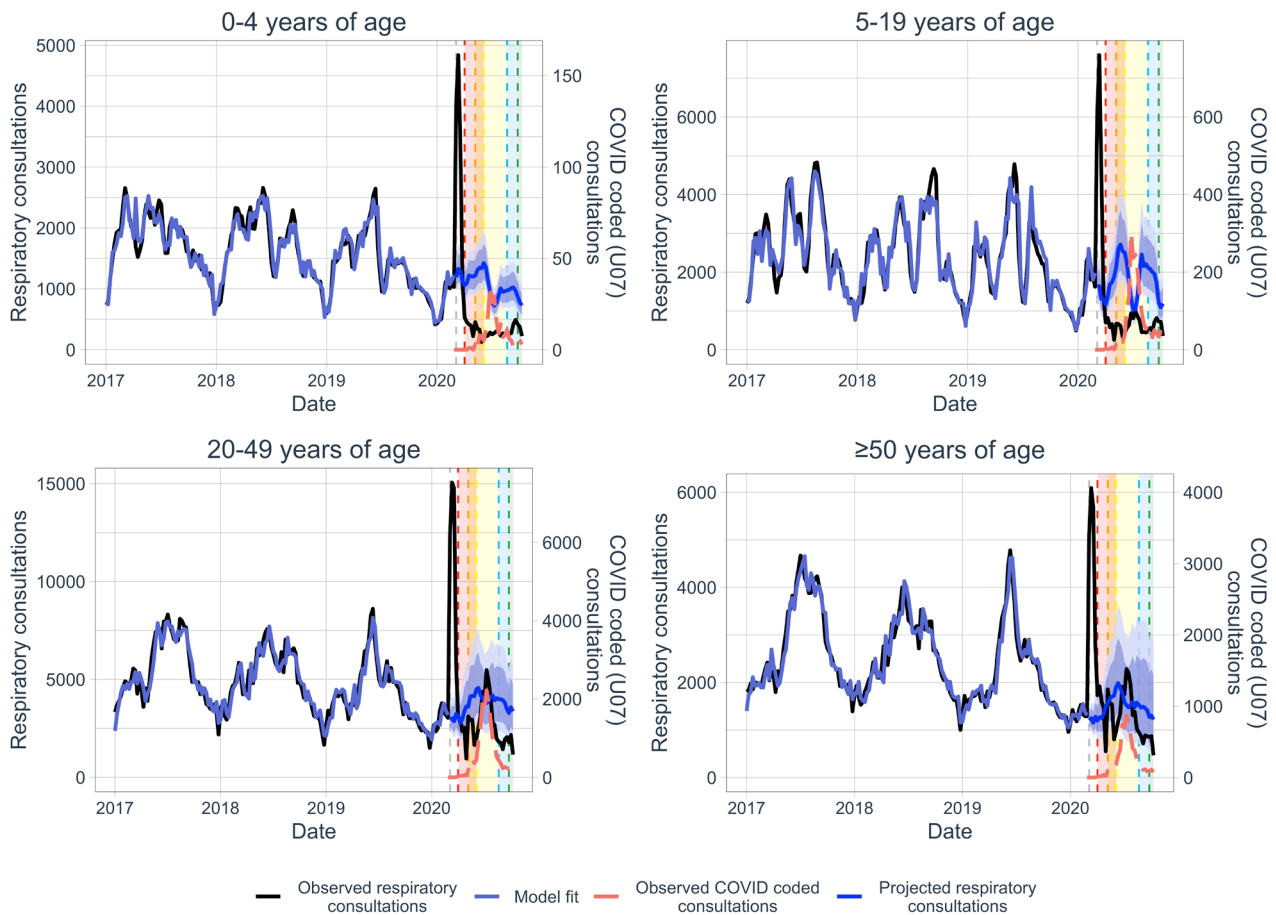 0-4 years of age
5000
4000
3000
2000
1000
0
150
100
50
0
Respiratory consultations
COVID coded (U07)
consultations
2017 2018 2019 2020
Date
5-19 years of age
6000
4000
2000
0
600
400
200
0
Respiratory consultations
COVID coded (U07)
consultations
2017 2018 2019 2020
Date
20-49 years of age
15000
10000
5000
0
6000
4000
2000
0
Respiratory consultations
COVID coded (U07)
consultations
2017 2018 2019 2020
Date
≥50 years of age
6000
4000
2000
0
4000
3000
2000
1000
0
Respiratory consultations
COVID coded (U07)
consultations
2017 2018 2019 2020
Date
Observed respiratory
consultations
Model fit
Observed COVID coded
consultations
Projected respiratory
consultations